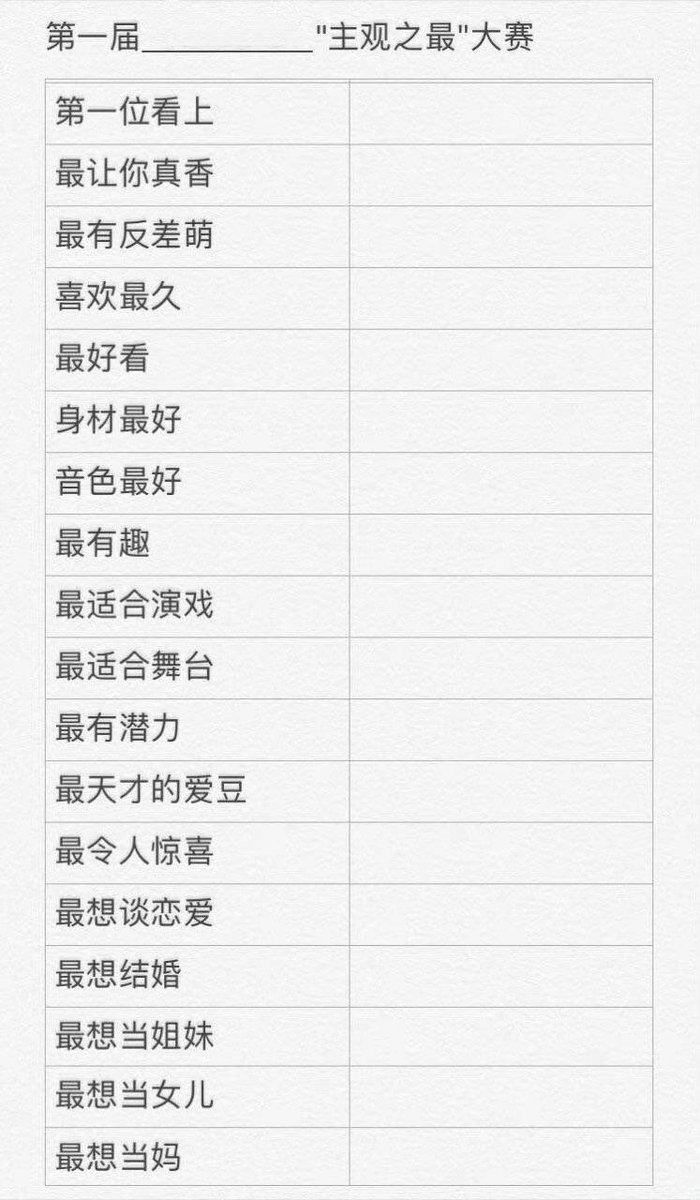 第一届__________"主观之最"大赛
第一位看上
最让你真香
最有反差萌
喜欢最久
最好看
身材最好
音色最好
最有趣
最适合演戏
最适合舞台
最有潜力
最天才的爱豆
最令人惊喜
最想谈恋爱
最想结婚
最想当姐妹
最想当女儿
最想当妈